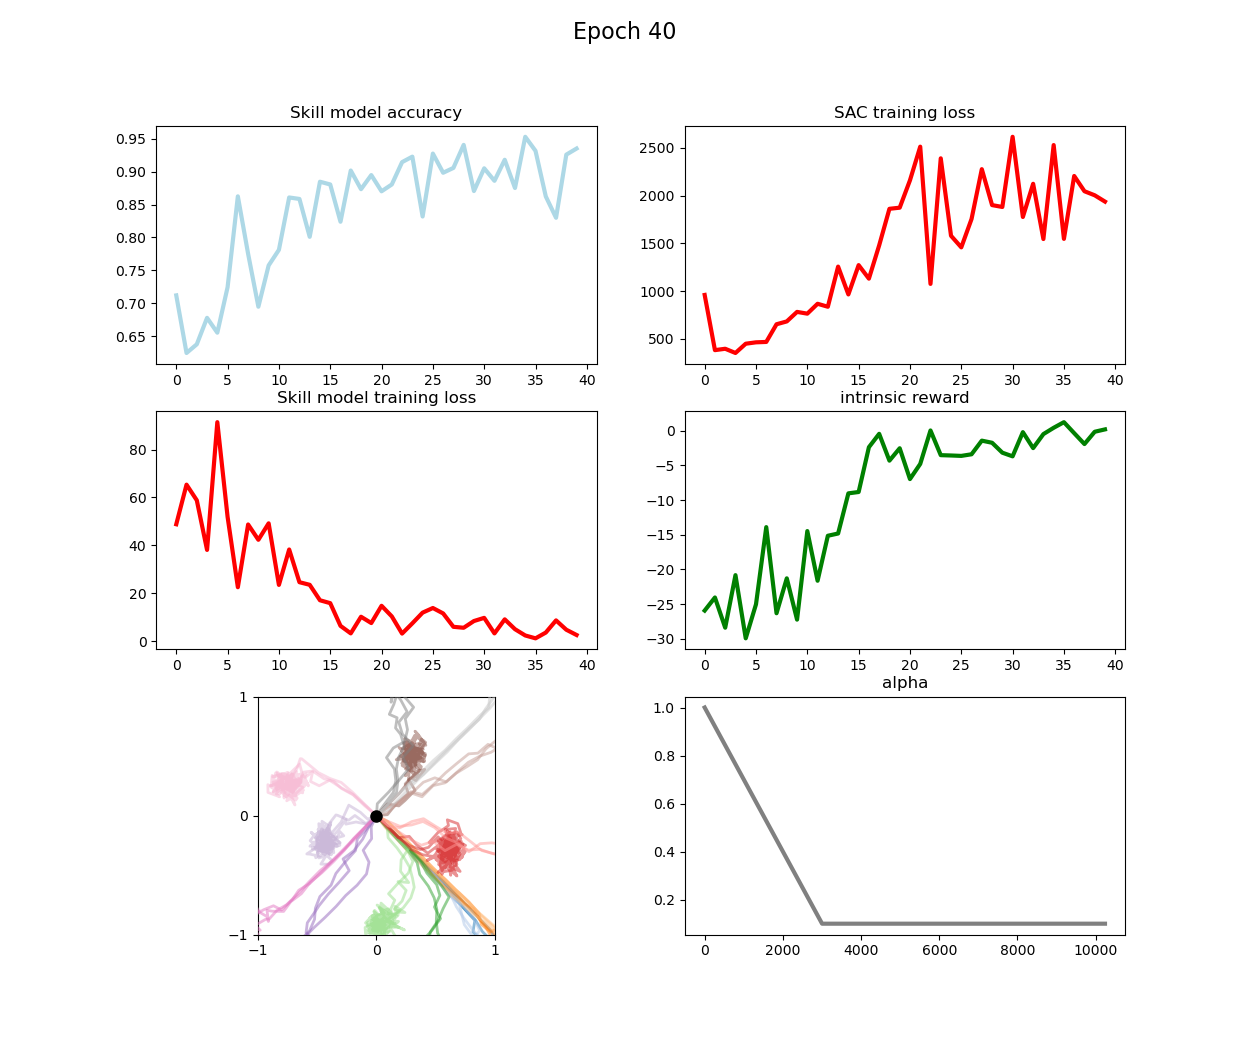 Epoch 40
Skill model accuracy
0.95
0.90
0.85
0.80
0.75
0.70
0.65
0 5 10 15 20 25 30 35 40
SAC training loss
2500
2000
1500
1000
500
0 5 10 15 20 25 30 35 40
Skill model training loss
80
60
40
20
0
0 5 10 15 20 25 30 35 40
intrinsic reward
0
−5
−10
−15
−20
−25
−30
0 5 10 15 20 25 30 35 40
1
0
−1
−1 0 1
alpha
1.0
0.8
0.6
0.4
0.2
0 2000 4000 6000 8000 10000